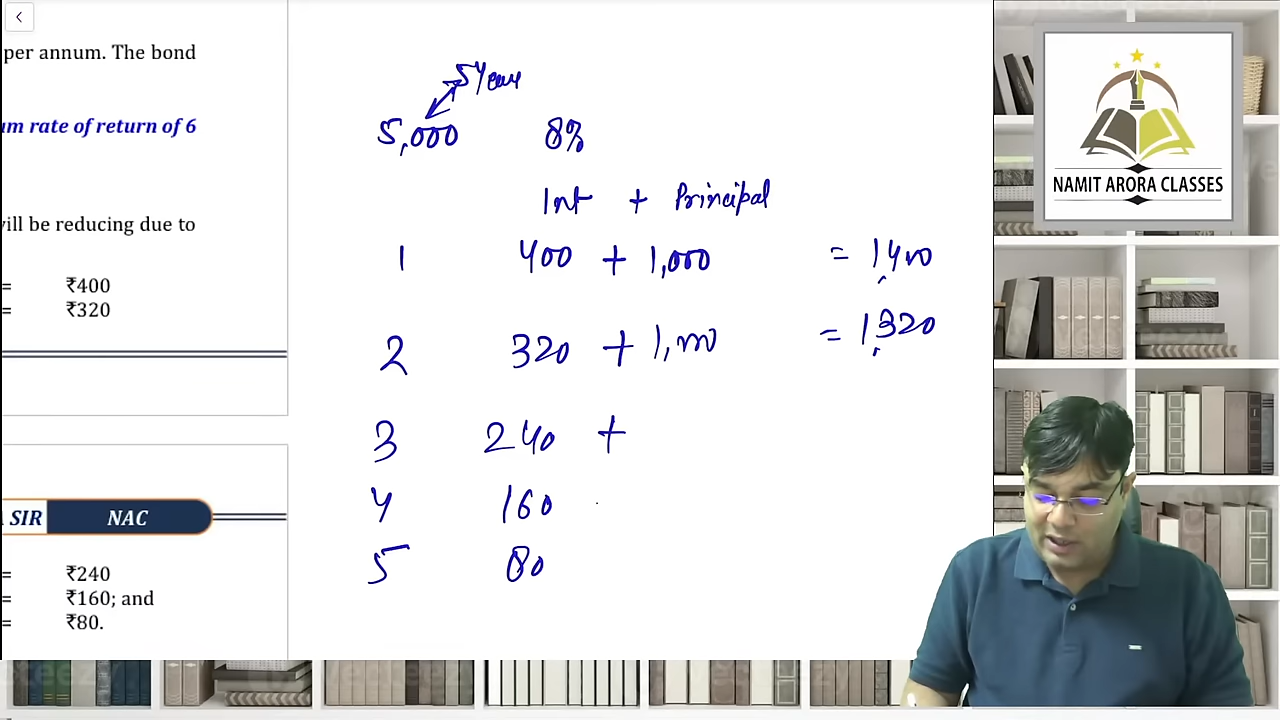 per annum. The bond
um rate of return of 6
will be reducing due to
= ₹400
= ₹320
SIR NAC
= ₹240
= ₹160; and
= ₹80.
5 Years
5,000 8%
Int + Principal
1 400 + 1,000 = 1,400
2 320 + 1,000 = 1,320
3 240 +
4 160
5 80
NAMIT ARORA CLASSES